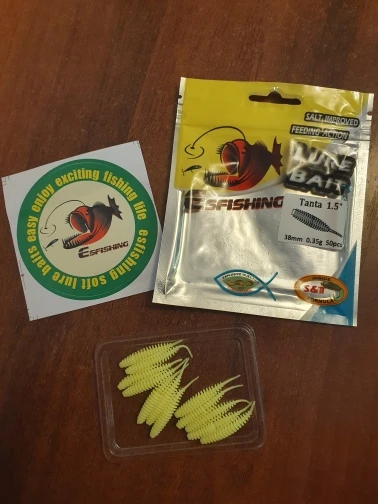 SALT IMPROVED
FEEDING ACTION
LURE
BAIT
ESFISHING
Tanta 1.5"
38mm 0.35g 50pcs
S&T
FORMULA
easy enjoy exciting fishing life
esfishing soft lure baits
ESFISHING